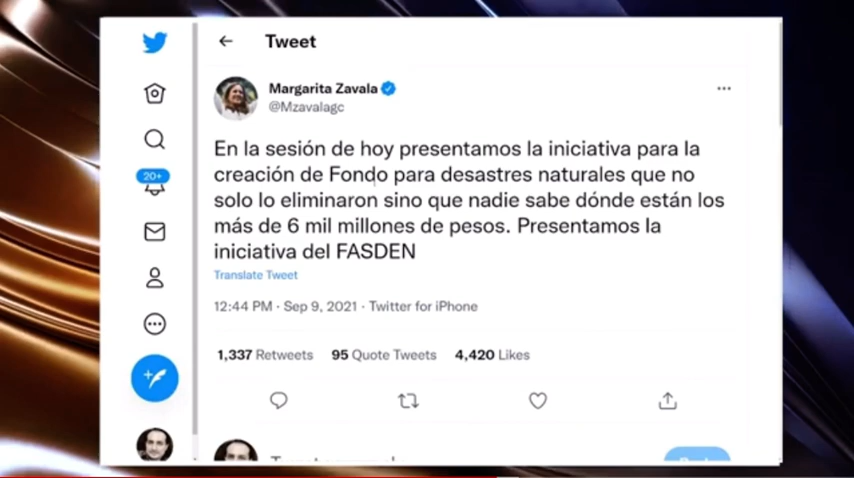 Tweet
Margarita Zavala
@Mzavalagc
En la sesión de hoy presentamos la iniciativa para la
creación de Fondo para desastres naturales que no
solo lo eliminaron sino que nadie sabe dónde están los
más de 6 mil millones de pesos. Presentamos la
iniciativa del FASDEN
Translate Tweet
20+
12:44 PM · Sep 9, 2021 · Twitter for iPhone
1,337 Retweets 95 Quote Tweets 4,420 Likes